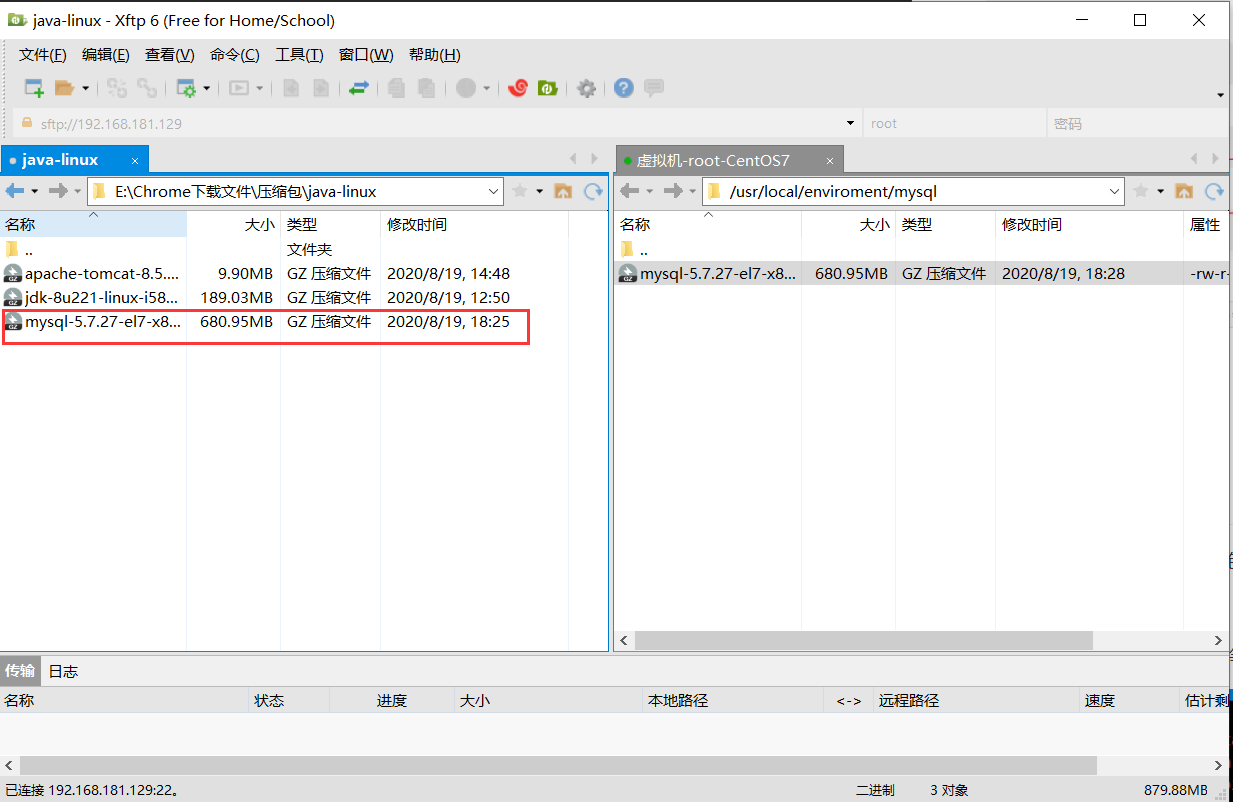 java-linux - Xftp 6 (Free for Home/School)
文件(F) 编辑(E) 查看(V) 命令(C) 工具(T) 窗口(W) 帮助(H)
sftp://192.168.181.129 root 密码
java-linux × 虚拟机-root-CentOS7 ×
E:\Chrome下载文件\压缩包\java-linux /usr/local/enviroment/mysql
名称 大小 类型 修改时间 名称 大小 类型 修改时间 属性
.. 文件夹 ..
apache-tomcat-8.5.... 9.90MB GZ 压缩文件 2020/8/19, 14:48 mysql-5.7.27-el7-x8... 680.95MB GZ 压缩文件 2020/8/19, 18:28 -rw-r-
jdk-8u221-linux-i58... 189.03MB GZ 压缩文件 2020/8/19, 12:50
mysql-5.7.27-el7-x8... 680.95MB GZ 压缩文件 2020/8/19, 18:25
传输 日志
名称 状态 进度 大小 本地路径 <-> 远程路径 速度 估计剩
已连接 192.168.181.129:22。 二进制 3 对象 879.88MB